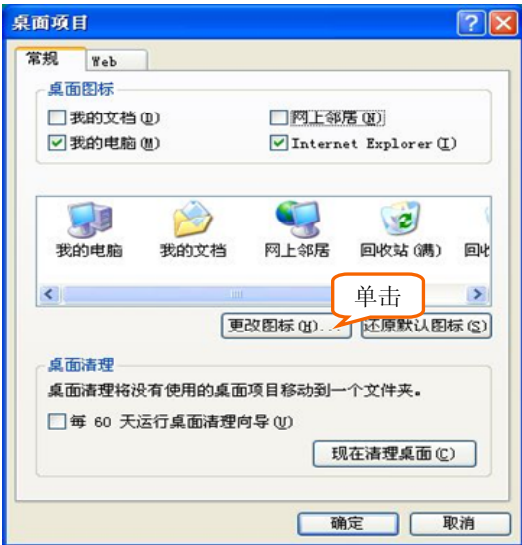 桌面项目
常规 Web
桌面图标
我的文档(D) 网上邻居(N)
我的电脑(M) Internet Explorer(I)
我的电脑 我的文档 网上邻居 回收站(满) 回收
单击
更改图标(H)... 还原默认图标(S)
桌面清理
桌面清理将没有使用的桌面项目移动到一个文件夹。
每 60 天运行桌面清理向导(U)
现在清理桌面(C)
确定 取消